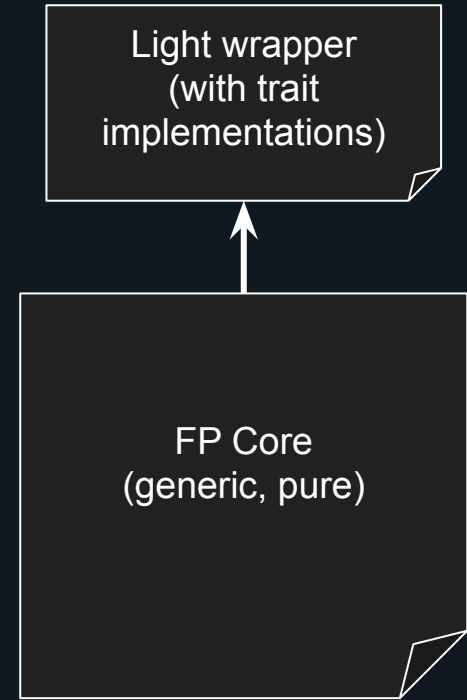 Light wrapper
(with trait
implementations)
FP Core
(generic, pure)